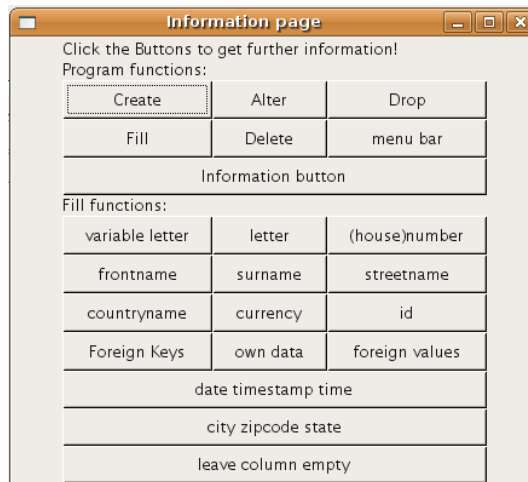 Information page
Click the Buttons to get further information!
Program functions:
Create Alter Drop
Fill Delete menu bar
Information button
Fill functions:
variable letter letter (house)number
frontname surname streetname
countryname currency id
Foreign Keys own data foreign values
date timestamp time
city zipcode state
leave column empty